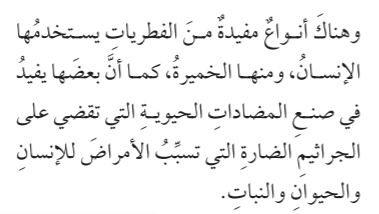 وهناكَ أنواعٌ مفيدةٌ منَ الفطرياتِ يستخدمُها
الإنسانُ، ومنها الخميرةُ، كما أنَّ بعضَها يفيدُ
في صنعِ المضاداتِ الحيويةِ التي تقضي على
الجراثيمِ الضارةِ التي تسبِّبُ الأمراضَ للإنسانِ
والحيوانِ والنباتِ.